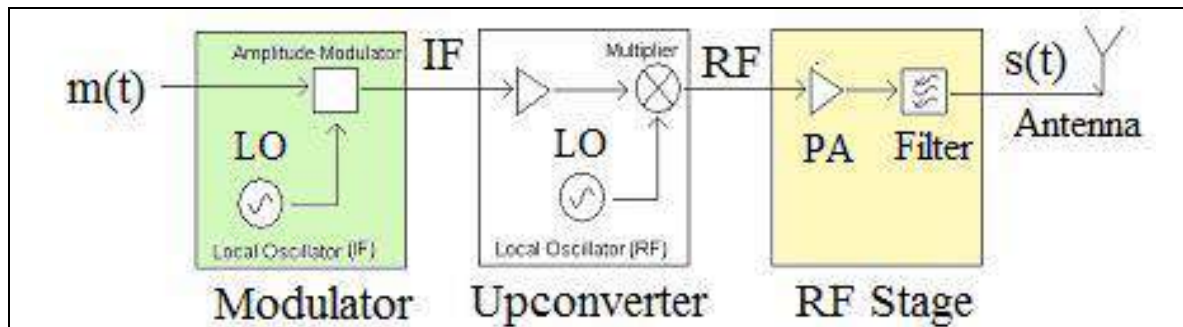 m(t)
Amplitude Modulator
LO
Local Oscillator (IF)
Modulator
IF
Multiplier
LO
Local Oscillator (RF)
Upconverter
RF
PA
Filter
RF Stage
s(t)
Antenna